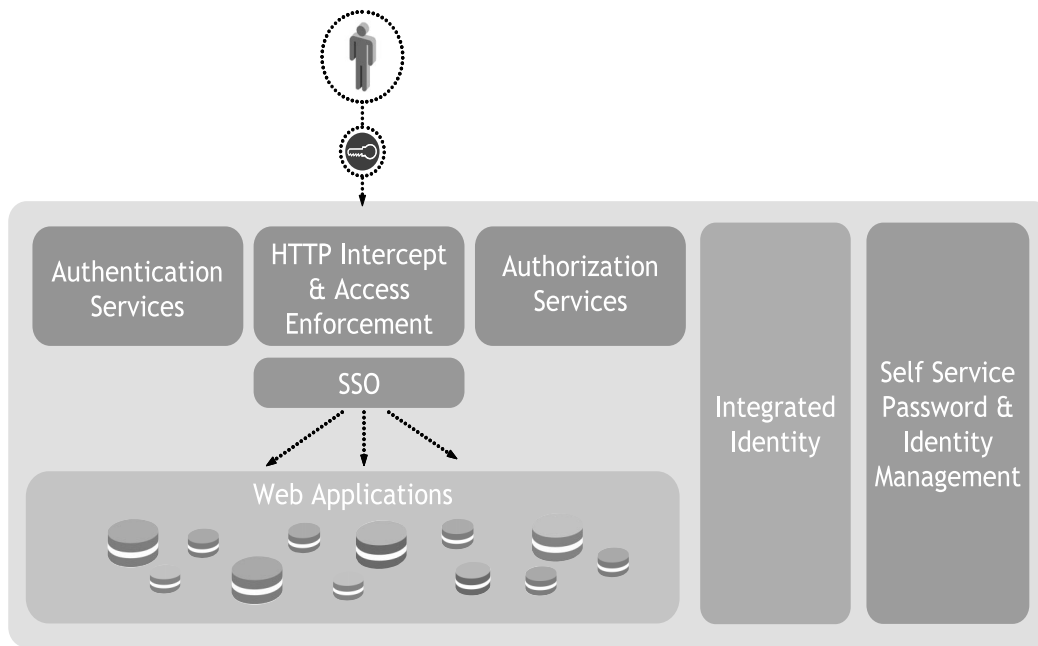 Authentication
Services
HTTP Intercept
& Access
Enforcement
Authorization
Services
SSO
Web Applications
Integrated
Identity
Self Service
Password &
Identity
Management